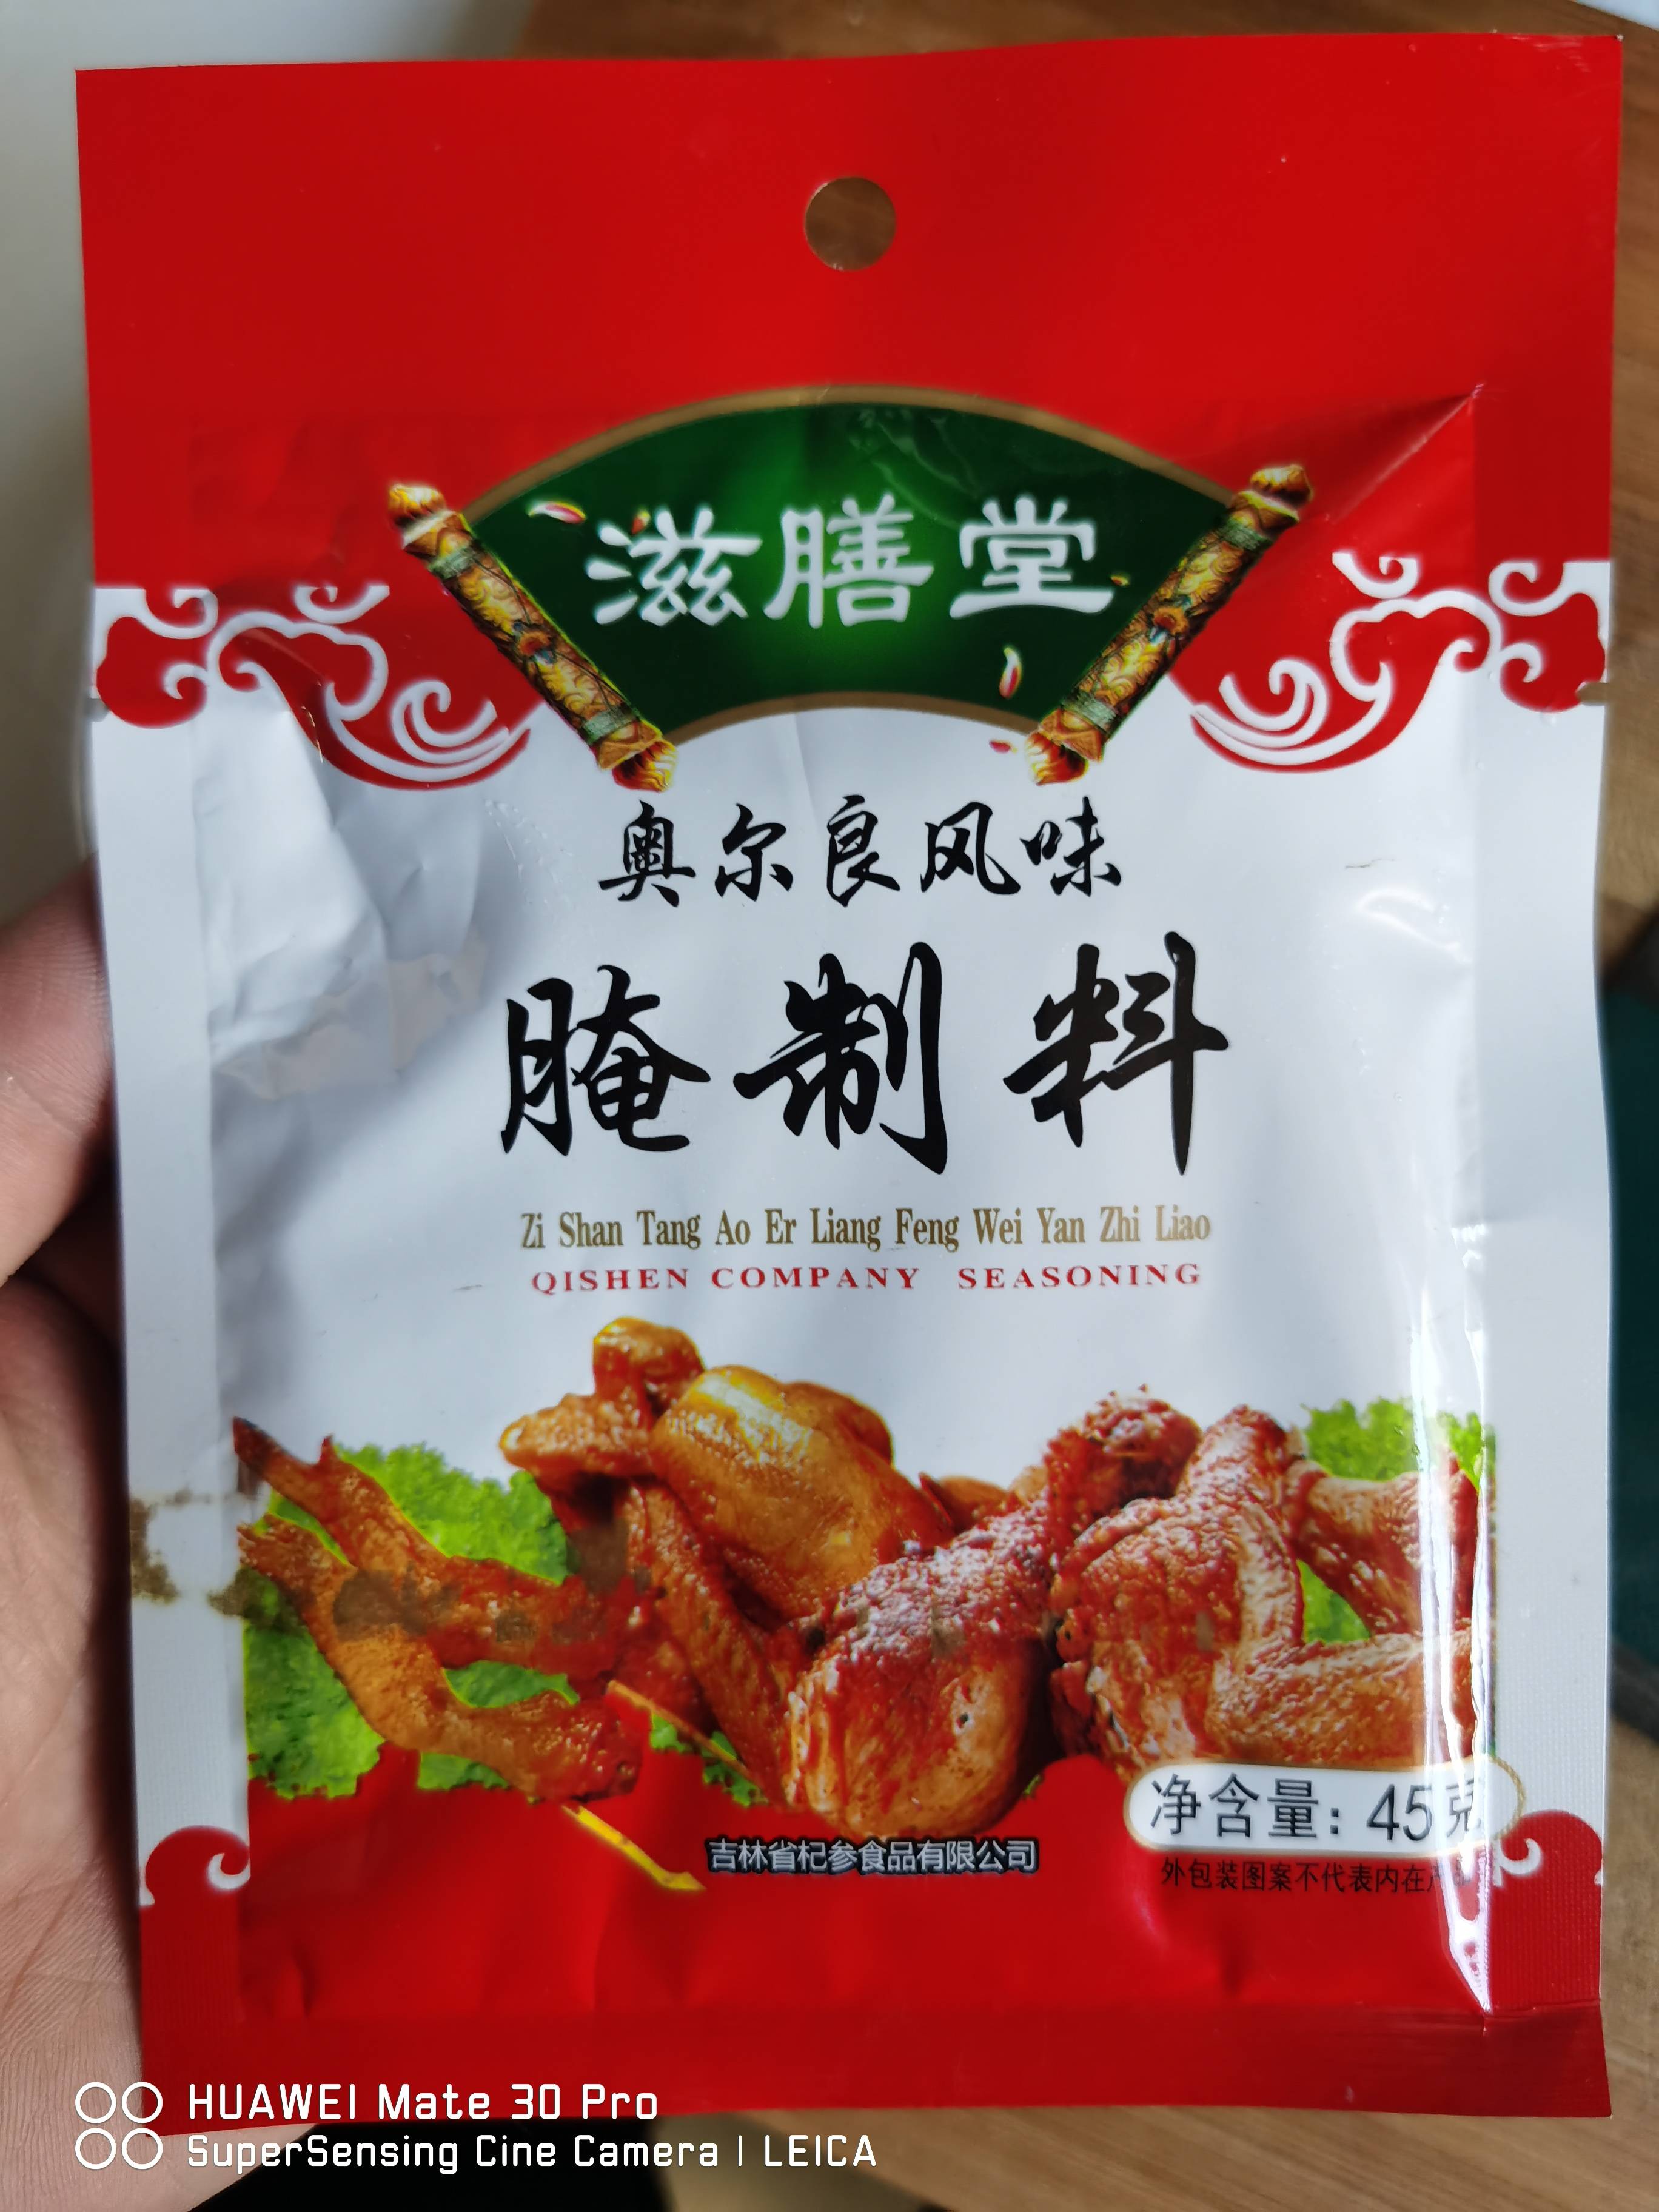 滋膳堂
奥尔良风味
腌制料
Zi Shan Tang Ao Er Liang Feng Wei Yan Zhi Liao
QISHEN COMPANY SEASONING
净含量: 45克
吉林省杞参食品有限公司
外包装图案不代表内在
HUAWEI Mate 30 Pro
SuperSensing Cine Camera | LEICA